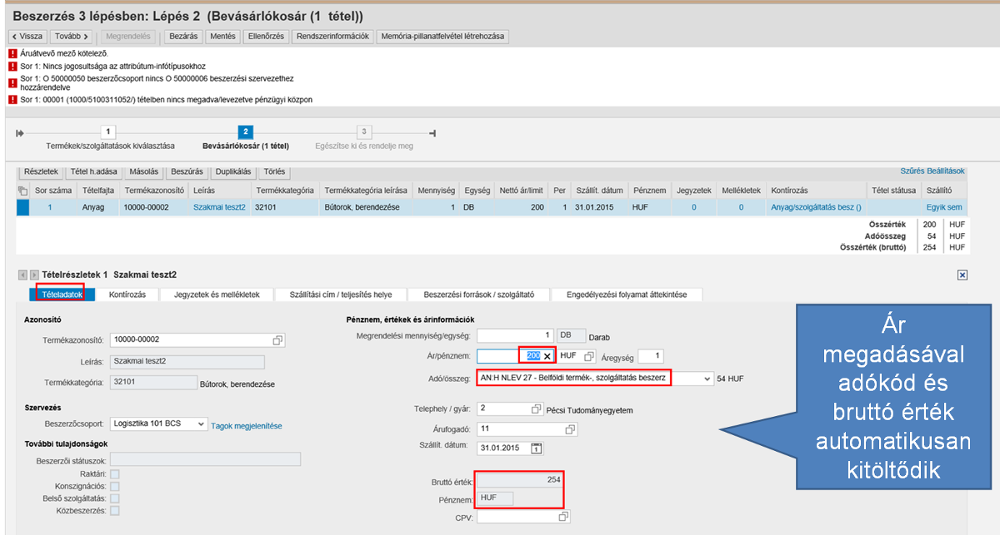 Beszerzés 3 lépésben: Lépés 2 (Bevásárlókosár (1 tétel))
Vissza Tovább Megrendelés Bezárás Mentés Ellenőrzés Rendszerinformációk Memória-pillanatfelvétel létrehozása
Áruátvevő mező kötelező.
Sor 1: Nincs jogosultsága az attribútum-infótípusokhoz
Sor 1: O 50000050 beszerzőcsoport nincs O 50000006 beszerzési szervezethez
hozzárendelve
Sor 1: 00001 (1000/5100311052/) tételben nincs megadva/levezetve pénzügyi központ
1 2 3
Termékek/szolgáltatások kiválasztása Bevásárlókosár (1 tétel) Egészítse ki és rendelje meg
Részletek Tétel h.adása Másolás Beszúrás Duplikálás Törlés Szűrés Beállítások
Sor száma Tételfajta Termékazonosító Leírás Termékkategória Termékkategória leírása Mennyiség Egység Nettó ár/limit Per Szállít. dátum Pénznem Jegyzetek Mellékletek Kontírozás Tétel státusa Szállító
1 Anyag 10000-00002 Szakmai teszt2 32101 Bútorok, berendezése 1 DB 200 1 31.01.2015 HUF 0 0 Anyag/szolgáltatás besz () Egyik sem
Összérték 200 HUF
Adóösszeg 54 HUF
Összérték (bruttó) 254 HUF
Tételrészletek 1 Szakmai teszt2
Tételadatok Kontírozás Jegyzetek és mellékletek Szállítási cím / teljesítés helye Beszerzési források / szolgáltató Engedélyezési folyamat áttekintése
Azonosító
Termékazonosító: 10000-00002
Leírás: Szakmai teszt2
Termékkategória: 32101 Bútorok, berendezése
Szervezés
Beszerzőcsoport: Logisztika 101 BCS Tagok megjelenítése
További tulajdonságok
Beszerzői státuszok:
Raktári:
Konszignációs:
Belső szolgáltatás:
Közbeszerzés:
Pénznem, értékek és árinformációk
Megrendelési mennyiség/egység: 1 DB Darab
Ár/pénznem: 200 HUF Áregység 1
Adó/összeg: AN:H NLEV 27 - Belföldi termék-, szolgáltatás beszerz 54 HUF
Telephely / gyár: 2 Pécsi Tudományegyetem
Árufogadó: 11
Szállít. dátum: 31.01.2015
Bruttó érték: 254
Pénznem: HUF
CPV:
Ár
megadásával
adókód és
bruttó érték
automatikusan
kitöltődik